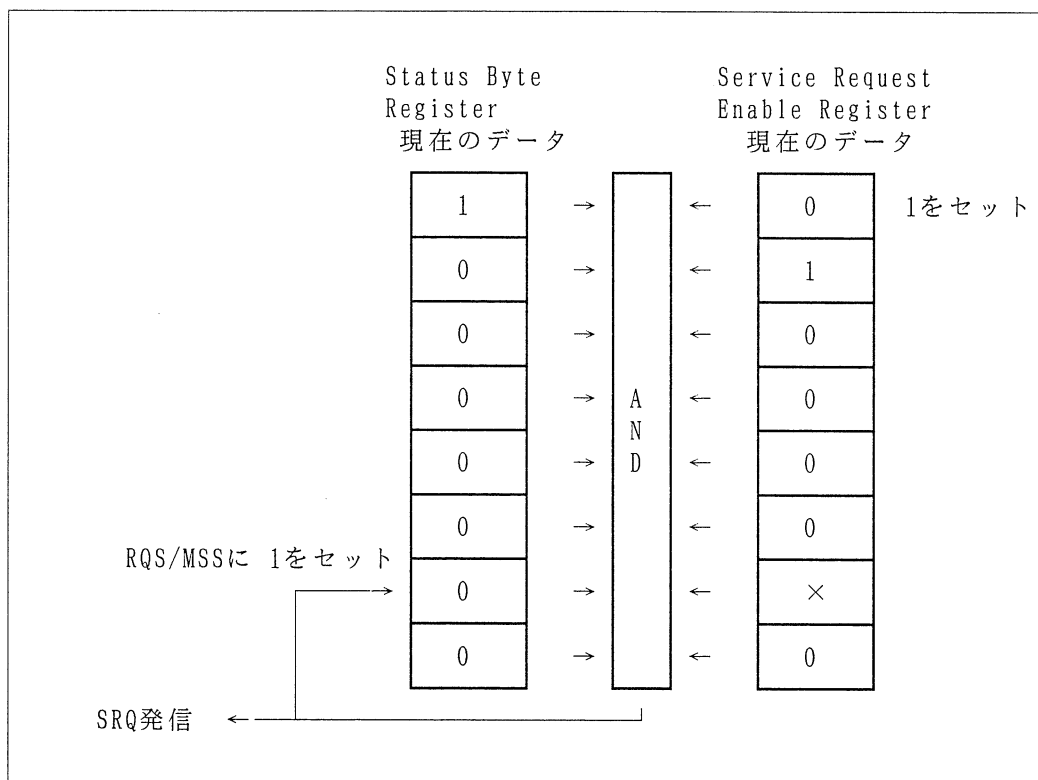 Status Byte
Register
現在のデータ
Service Request
Enable Register
現在のデータ
1 → ← 0 1をセット
0 → ← 1
0 → ← 0
0 → AND ← 0
0 → ← 0
0 → ← 0
RQS/MSSに 1をセット → 0 → ← ×
0 → ← 0
SRQ発信 ←